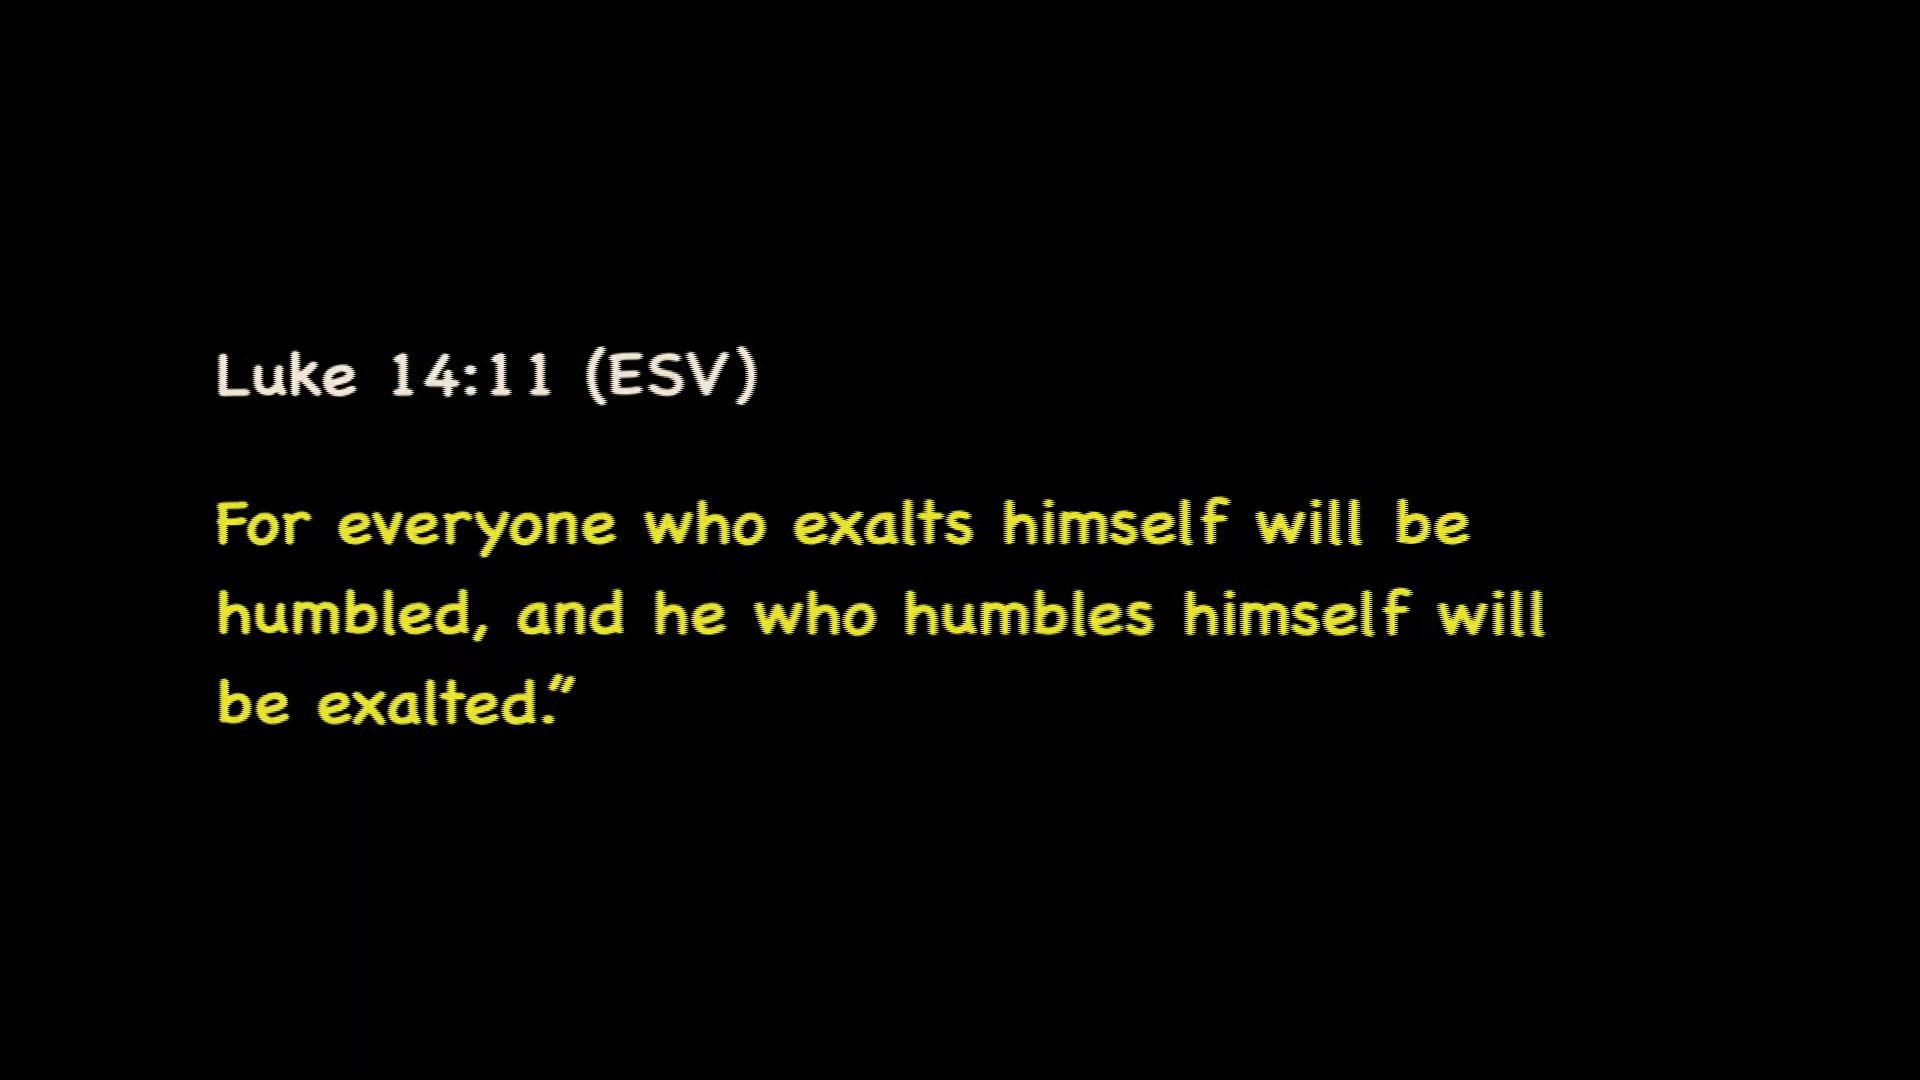 Luke 14:11 (ESV)
For everyone who exalts himself will be
humbled, and he who humbles himself will
be exalted.”